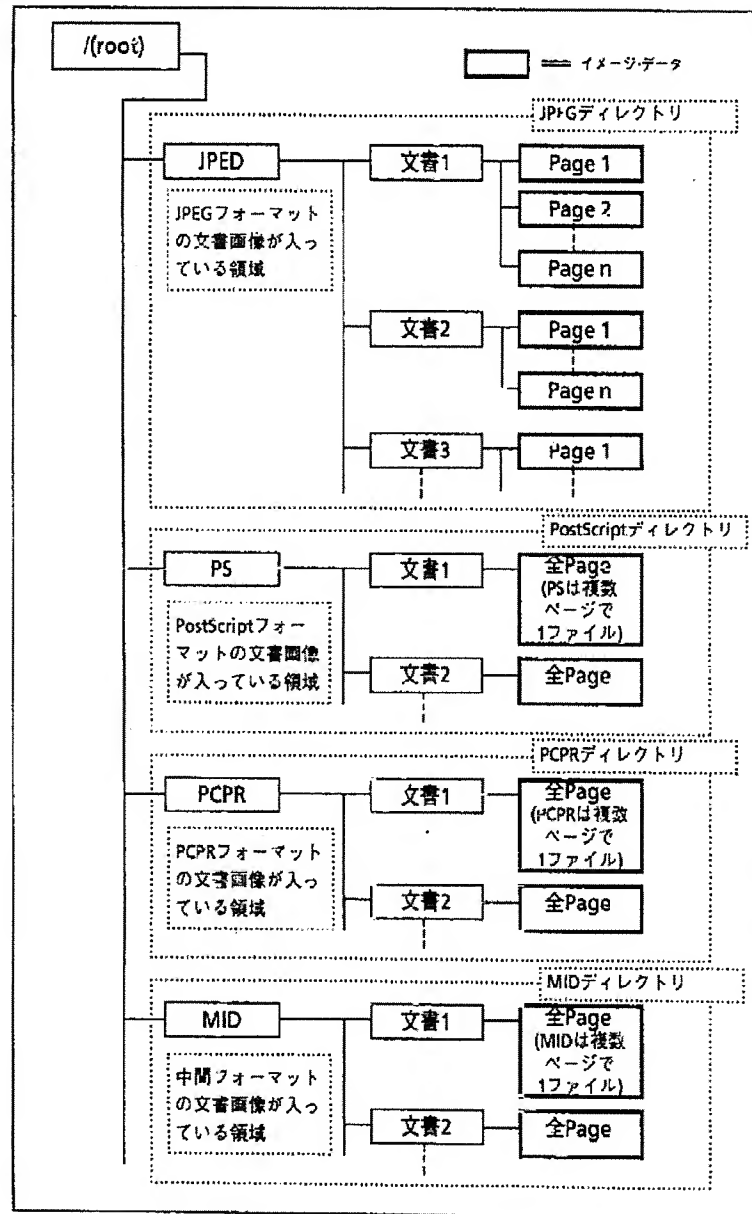 /(root)
イメージ・データ
JPEGディレクトリ
JPED
文書1
Page 1
JPEGフォーマット
の文書画像が入っ
ている領域
Page 2
Page n
文書2
Page 1
Page n
文書3
Page 1
PostScriptディレクトリ
PS
文書1
全Page
(PSは複数
ページで
1ファイル)
PostScriptフォー
マットの文書画像
が入っている領域
文書2
全Page
PCPRディレクトリ
PCPR
文書1
全Page
(PCPRは複数
ページで
1ファイル)
PCPRフォーマット
の文書画像が入っ
ている領域
文書2
全Page
MIDディレクトリ
MID
文書1
全Page
(MIDは複数
ページで
1ファイル)
中間フォーマット
の文書画像が入っ
ている領域
文書2
全Page